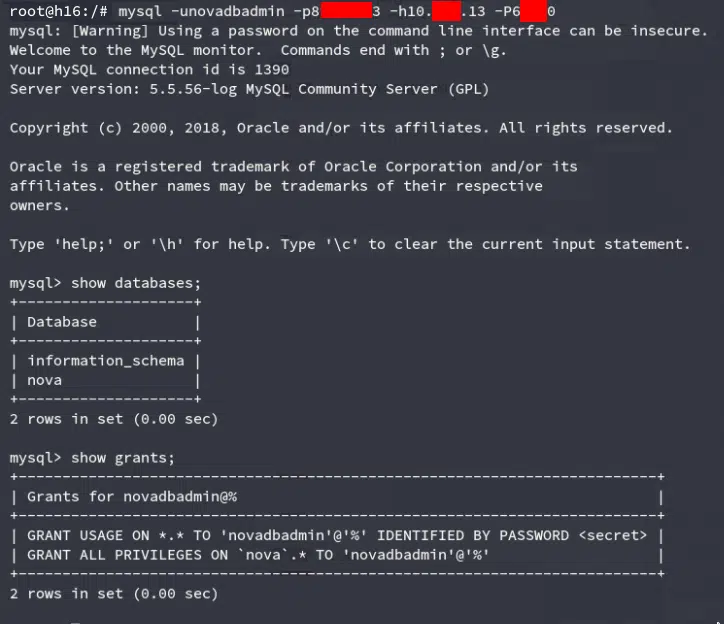 root@h16:/# mysql -unovadbadmin -p8 3 -h10. .13 -P6 0
mysql: [Warning] Using a password on the command line interface can be insecure.
Welcome to the MySQL monitor.  Commands end with ; or \g.
Your MySQL connection id is 1390
Server version: 5.5.56-log MySQL Community Server (GPL)
Copyright (c) 2000, 2018, Oracle and/or its affiliates. All rights reserved.
Oracle is a registered trademark of Oracle Corporation and/or its
affiliates. Other names may be trademarks of their respective
owners.
Type 'help;' or '\h' for help. Type '\c' to clear the current input statement.
mysql> show databases;
+--------------------+
| Database           |
+--------------------+
| information_schema |
| nova               |
+--------------------+
2 rows in set (0.00 sec)
mysql> show grants;
+-------------------------------------------------------------------------+
| Grants for novadbadmin@%                                                |
+-------------------------------------------------------------------------+
| GRANT USAGE ON *.* TO 'novadbadmin'@'%' IDENTIFIED BY PASSWORD <secret> |
| GRANT ALL PRIVILEGES ON `nova`.* TO 'novadbadmin'@'%'                   |
+-------------------------------------------------------------------------+
2 rows in set (0.00 sec)